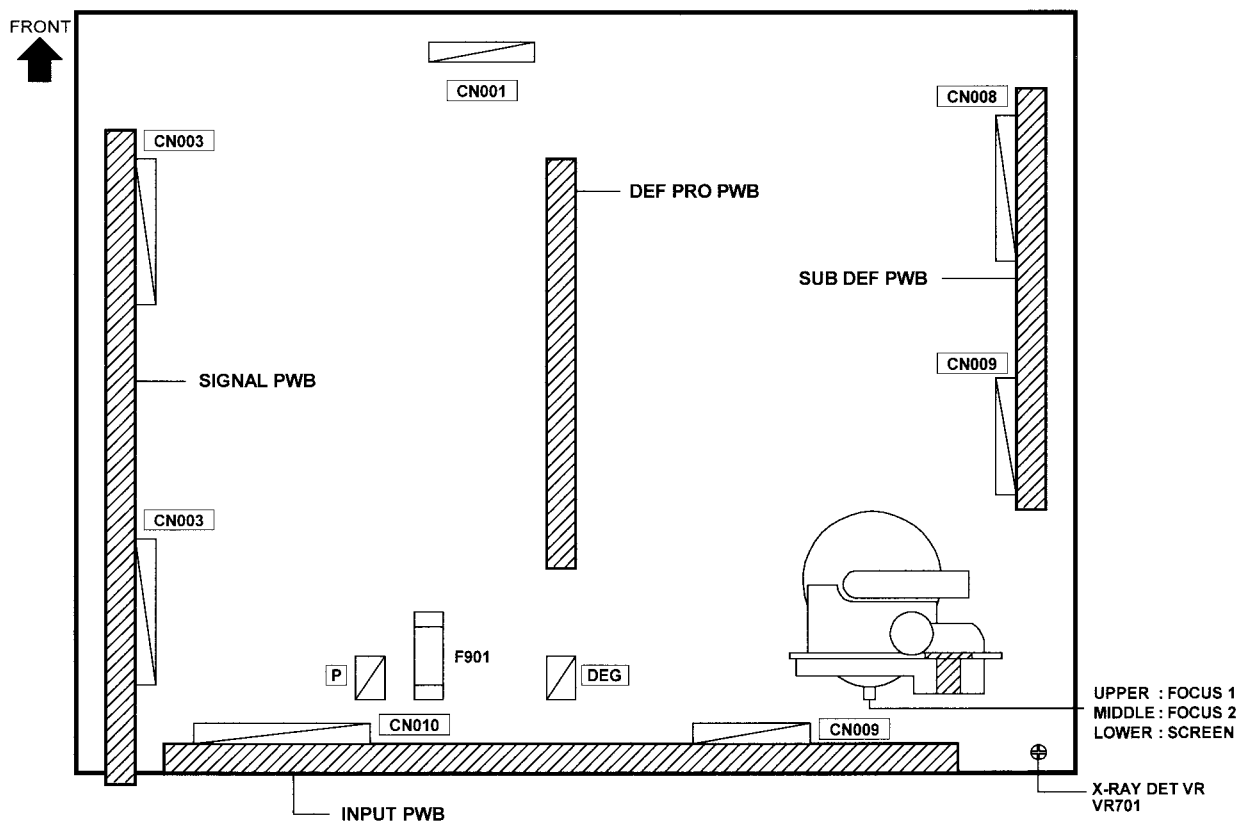 FRONT
CN001
CN008
CN003
DEF PRO PWB
SUB DEF PWB
CN009
SIGNAL PWB
CN003
P
F901
DEG
CN010
CN009
UPPER : FOCUS 1
MIDDLE : FOCUS 2
LOWER : SCREEN
X-RAY DET VR
VR701
INPUT PWB